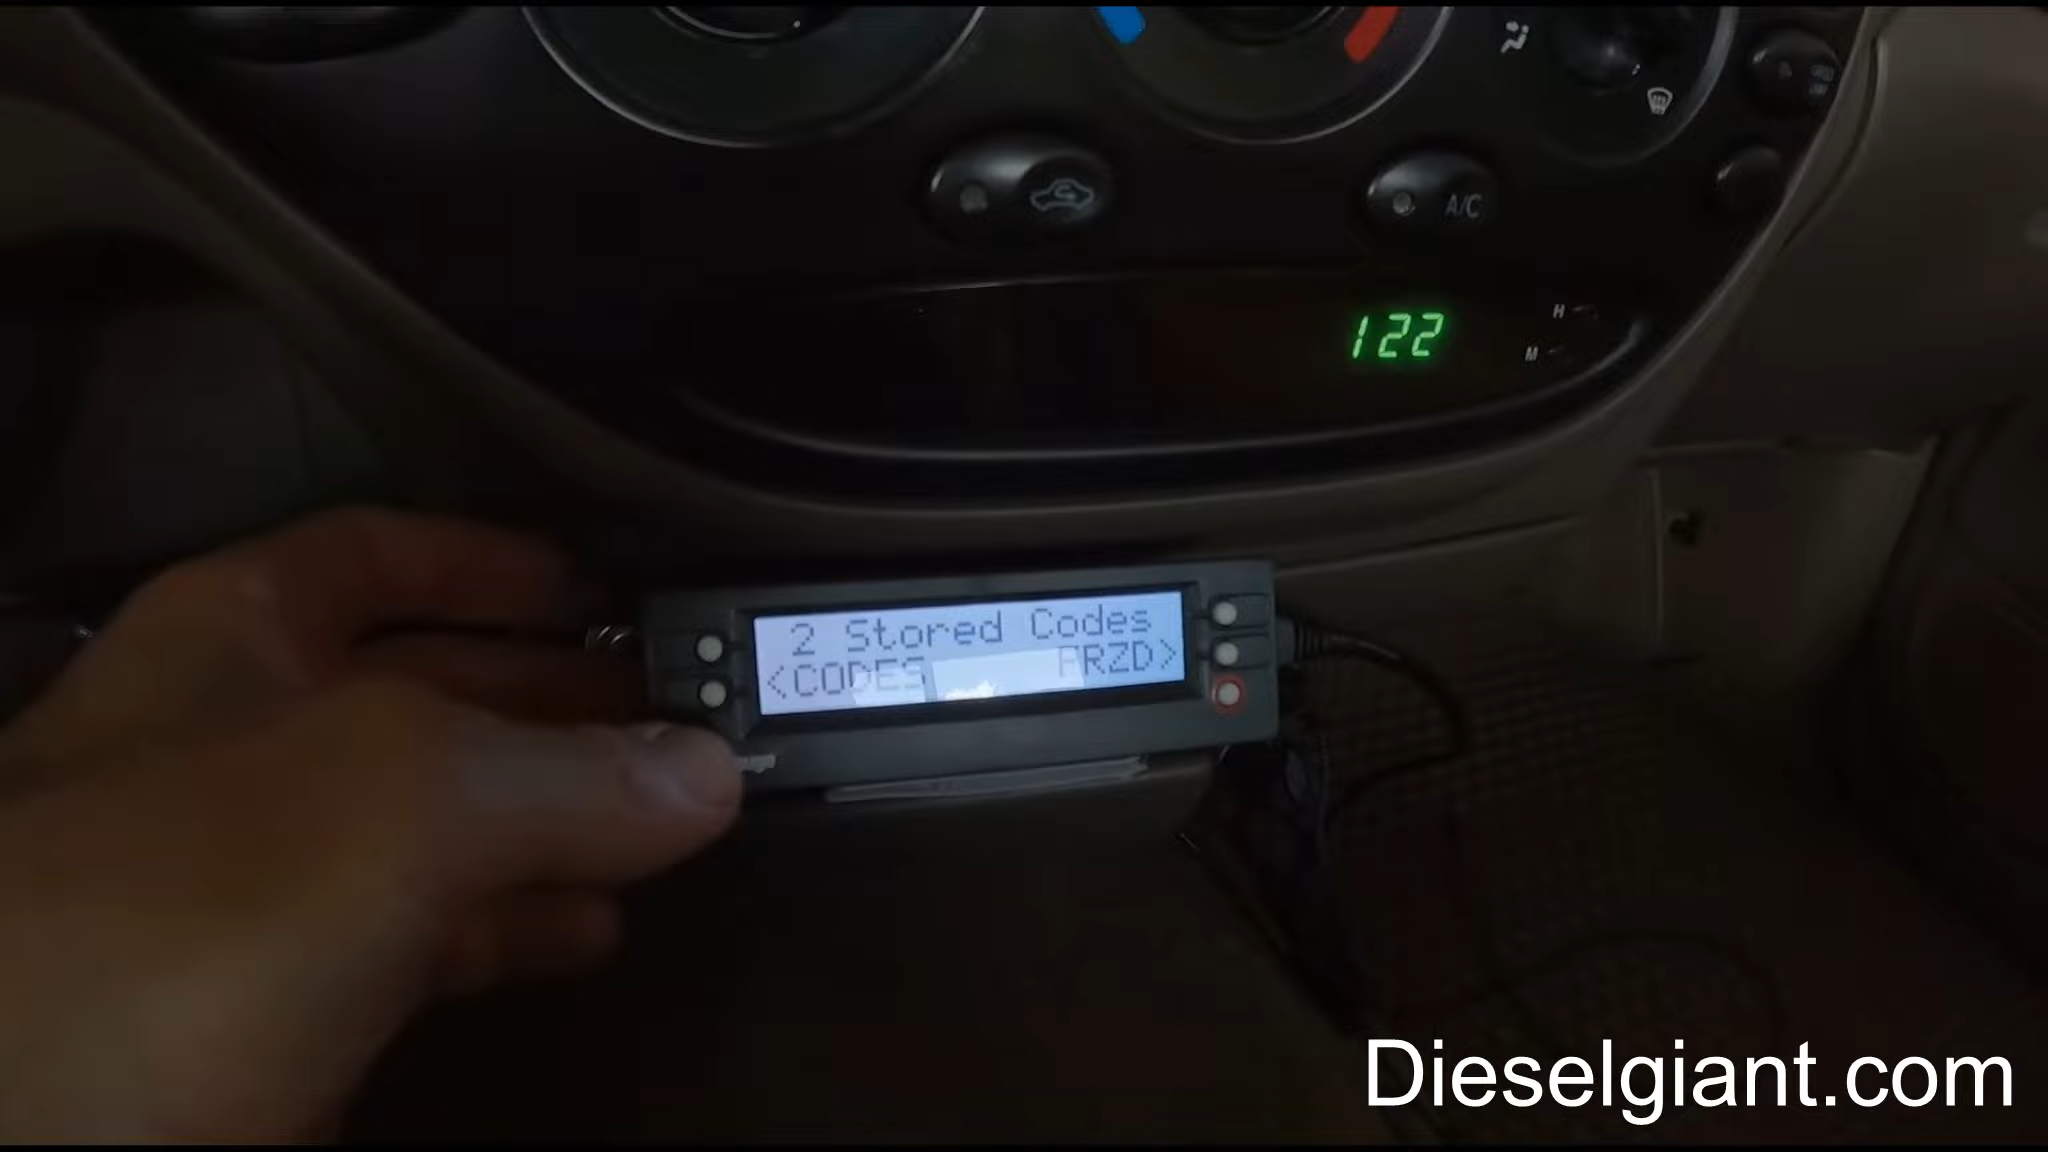 A/C
122
H
M
2 Stored Codes
<CODES FRZD>
Dieselgiant.com